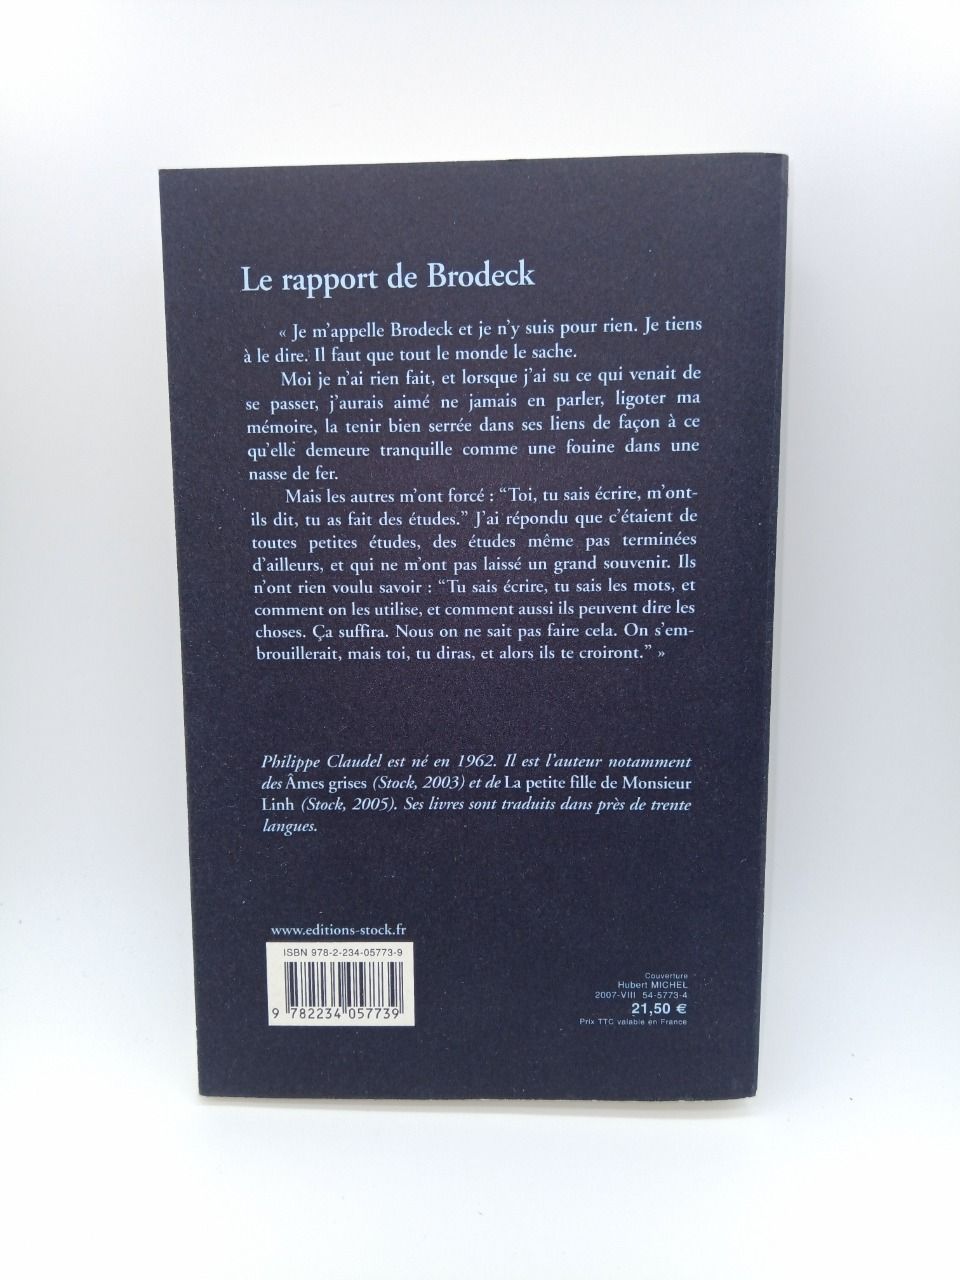 Le rapport de Brodeck
« Je m'appelle Brodeck et je n'y suis pour rien. Je tiens
à le dire. Il faut que tout le monde le sache.
Moi je n'ai rien fait, et lorsque j'ai su ce qui venait de
se passer, j'aurais aimé ne jamais en parler, ligoter ma
mémoire, la tenir bien serrée dans ses liens de façon à ce
qu'elle demeure tranquille comme une fouine dans une
nasse de fer.
Mais les autres m'ont forcé : “Toi, tu sais écrire, m'ont-
ils dit, tu as fait des études.” J'ai répondu que c'étaient de
toutes petites études, des études même pas terminées
d'ailleurs, et qui ne m'ont pas laissé un grand souvenir. Ils
n'ont rien voulu savoir : “Tu sais écrire, tu sais les mots, et
comment on les utilise, et comment aussi ils peuvent dire les
choses. Ça suffira. Nous on ne sait pas faire cela. On s'em-
brouillerait, mais toi, tu diras, et alors ils te croiront.” »
Philippe Claudel est né en 1962. Il est l'auteur notamment
des Âmes grises (Stock, 2003) et de La petite fille de Monsieur
Linh (Stock, 2005). Ses livres sont traduits dans près de trente
langues.
www.editions-stock.fr
ISBN 978-2-234-05773-9
9 782234 057739
Couverture
Hubert MICHEL
2007-VIII 54-5773-4
21,50 €
Prix TTC valable en France